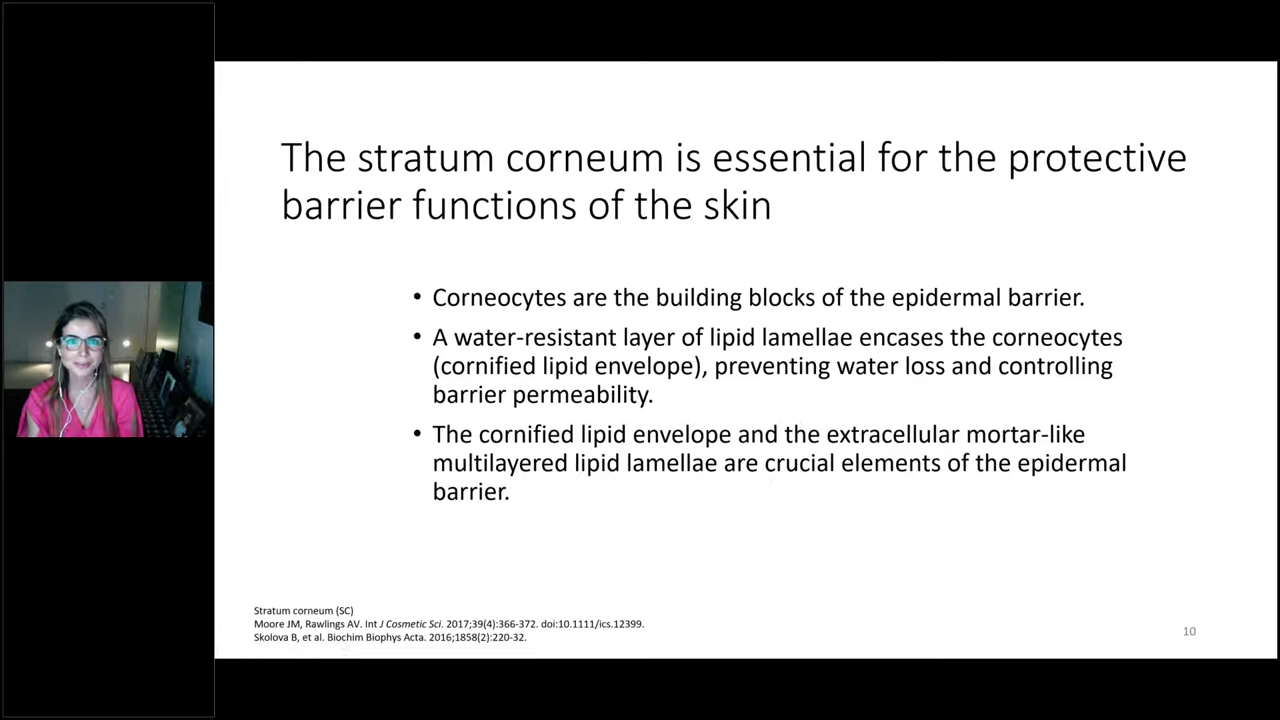 The stratum corneum is essential for the protective
barrier functions of the skin
• Corneocytes are the building blocks of the epidermal barrier.
• A water-resistant layer of lipid lamellae encases the corneocytes
(cornified lipid envelope), preventing water loss and controlling
barrier permeability.
• The cornified lipid envelope and the extracellular mortar-like
multilayered lipid lamellae are crucial elements of the epidermal
barrier.
Stratum corneum (SC)
Moore JM, Rawlings AV. Int J Cosmetic Sci. 2017;39(4):366-372. doi:10.1111/ics.12399.
Skolova B, et al. Biochim Biophys Acta. 2016;1858(2):220-32.
10